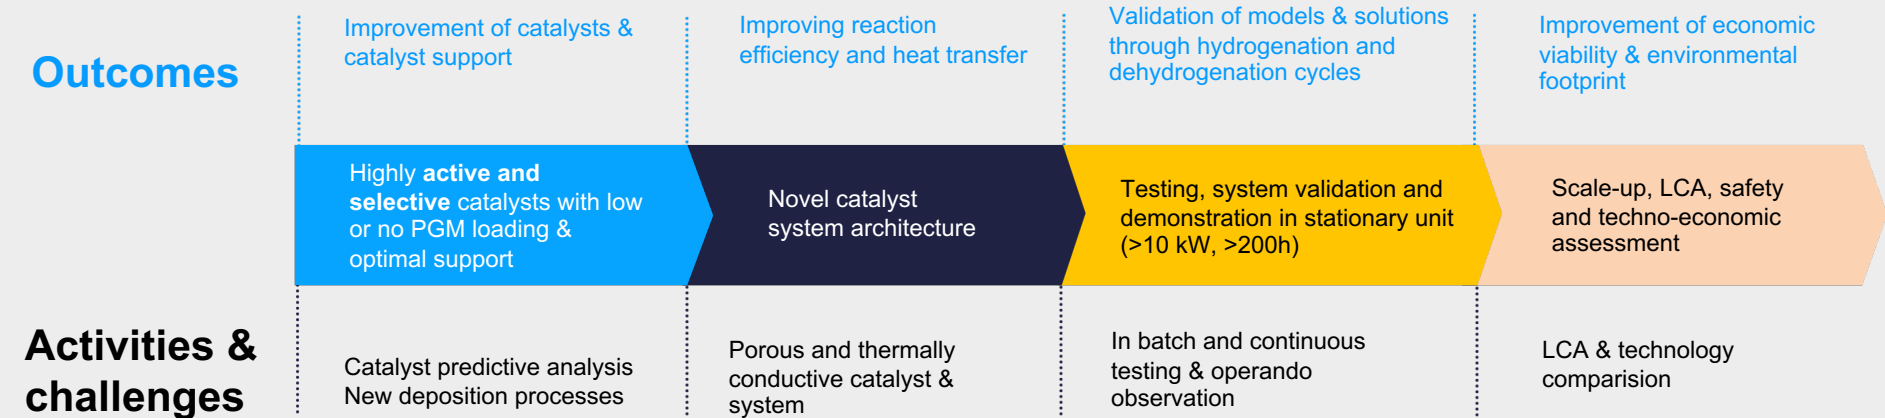 Outcomes
Improvement of catalysts &
catalyst support
Improving reaction
efficiency and heat transfer
Validation of models & solutions
through hydrogenation and
dehydrogenation cycles
Improvement of economic
viability & environmental
footprint
Highly active and
selective catalysts with low
or no PGM loading &
optimal support
Novel catalyst
system architecture
Testing, system validation and
demonstration in stationary unit
(>10 kW, >200h)
Scale-up, LCA, safety
and techno-economic
assessment
Activities &
challenges
Catalyst predictive analysis
New deposition processes
Porous and thermally
conductive catalyst &
system
In batch and continuous
testing & operando
observation
LCA & technology
comparision